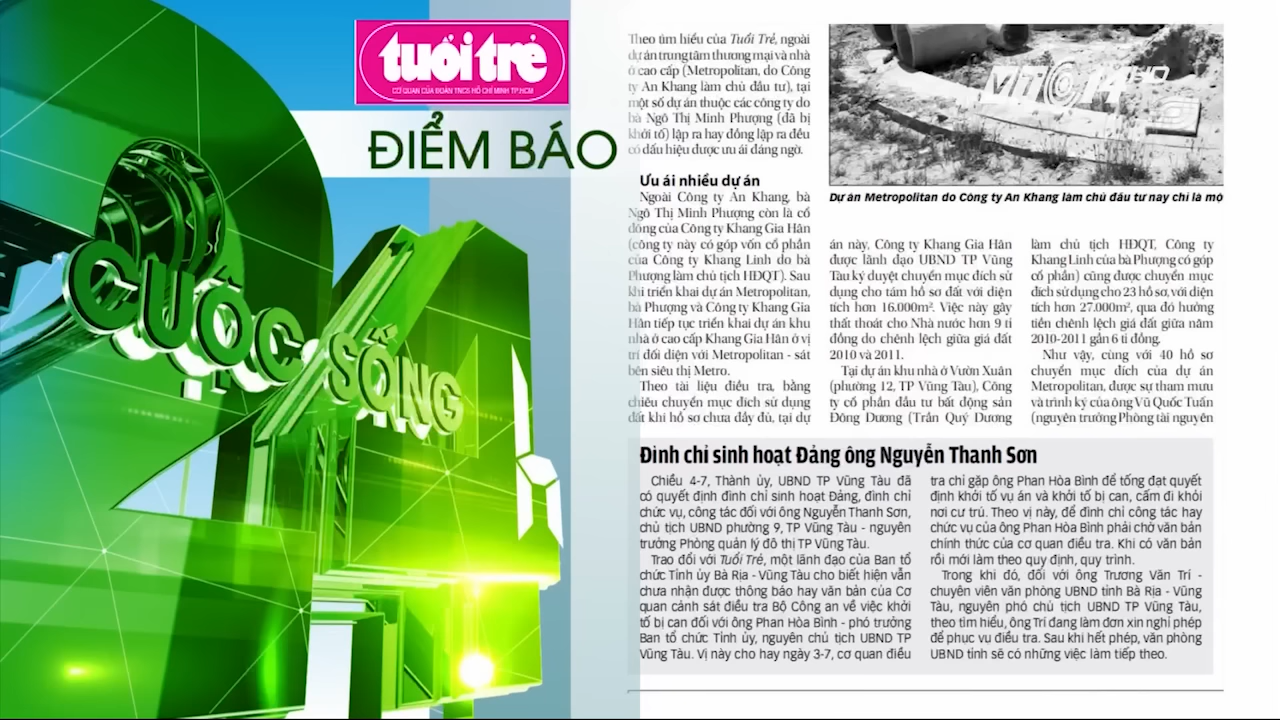 tuổi trẻ
CƠ QUAN CỦA ĐOÀN TNCS HỒ CHÍ MINH TP.HCM
ĐIỂM BÁO
CUỘC SỐNG
24h
VTC14 HD
Theo tìm hiểu của Tuổi Trẻ, ngoài
dự án trung tâm thương mại và nhà
ở cao cấp (Metropolitan, do Công
ty An Khang làm chủ đầu tư), tại
một số dự án thuộc các công ty do
bà Ngô Thị Minh Phượng (đã bị
khởi tố) lập ra hay đồng lập ra đều
có dấu hiệu được ưu ái đáng ngờ.
Ưu ái nhiều dự án
Ngoài Công ty An Khang, bà
Ngô Thị Minh Phượng còn là cổ
đông của Công ty Khang Gia Hân
(công ty này có góp vốn cổ phần
của Công ty Khang Linh do bà
Phượng làm chủ tịch HĐQT). Sau
khi triển khai dự án Metropolitan,
bà Phượng và Công ty Khang Gia
Hân tiếp tục triển khai dự án khu
nhà ở cao cấp Khang Gia Hân ở vị
trí đối diện với Metropolitan - sát
bên siêu thị Metro.
Theo tài liệu điều tra, bằng
chiêu chuyển mục đích sử dụng
đất khi hồ sơ chưa đầy đủ, tại dự
Dự án Metropolitan do Công ty An Khang làm chủ đầu tư nay chỉ là mộ
án này, Công ty Khang Gia Hân
được lãnh đạo UBND TP Vũng
Tàu ký duyệt chuyển mục đích sử
dụng cho tám hồ sơ đất với diện
tích hơn 16.000m². Việc này gây
thất thoát cho Nhà nước hơn 9 tỉ
đồng do chênh lệch giữa giá đất
2010 và 2011.
Tại dự án khu nhà ở Vườn Xuân
(phường 12, TP Vũng Tàu), Công
ty cổ phần đầu tư bất động sản
Đông Dương (Trần Quý Dương
làm chủ tịch HĐQT, Công ty
Khang Linh của bà Phượng có góp
cổ phần) cũng được chuyển mục
đích sử dụng cho 23 hồ sơ, với diện
tích hơn 27.000m², qua đó hưởng
tiền chênh lệch giá đất giữa năm
2010-2011 gần 6 tỉ đồng.
Như vậy, cùng với 40 hồ sơ
chuyển mục đích của dự án
Metropolitan, được sự tham mưu
và trình ký của ông Vũ Quốc Tuấn
(nguyên trưởng Phòng tài nguyên
Đình chỉ sinh hoạt Đảng ông Nguyễn Thanh Sơn
Chiều 4-7, Thành ủy, UBND TP Vũng Tàu đã
có quyết định đình chỉ sinh hoạt Đảng, đình chỉ
chức vụ, công tác đối với ông Nguyễn Thanh Sơn,
chủ tịch UBND phường 9, TP Vũng Tàu - nguyên
trưởng Phòng quản lý đô thị TP Vũng Tàu.
Trao đổi với Tuổi Trẻ, một lãnh đạo của Ban tổ
chức Tỉnh ủy Bà Rịa - Vũng Tàu cho biết hiện vẫn
chưa nhận được thông báo hay văn bản của Cơ
quan cảnh sát điều tra Bộ Công an về việc khởi
tố bị can đối với ông Phan Hòa Bình - phó trưởng
Ban tổ chức Tỉnh ủy, nguyên chủ tịch UBND TP
Vũng Tàu. Vị này cho hay ngày 3-7, cơ quan điều
tra chỉ gặp ông Phan Hòa Bình để tống đạt quyết
định khởi tố vụ án và khởi tố bị can, cấm đi khỏi
nơi cư trú. Theo vị này, để đình chỉ công tác hay
chức vụ của ông Phan Hòa Bình phải chờ văn bản
chính thức của cơ quan điều tra. Khi có văn bản
rồi mới làm theo quy định, quy trình.
Trong khi đó, đối với ông Trương Văn Trí -
chuyên viên văn phòng UBND tỉnh Bà Rịa - Vũng
Tàu, nguyên phó chủ tịch UBND TP Vũng Tàu,
theo tìm hiểu, ông Trí đang làm đơn xin nghỉ phép
để phục vụ điều tra. Sau khi hết phép, văn phòng
UBND tỉnh sẽ có những việc làm tiếp theo.